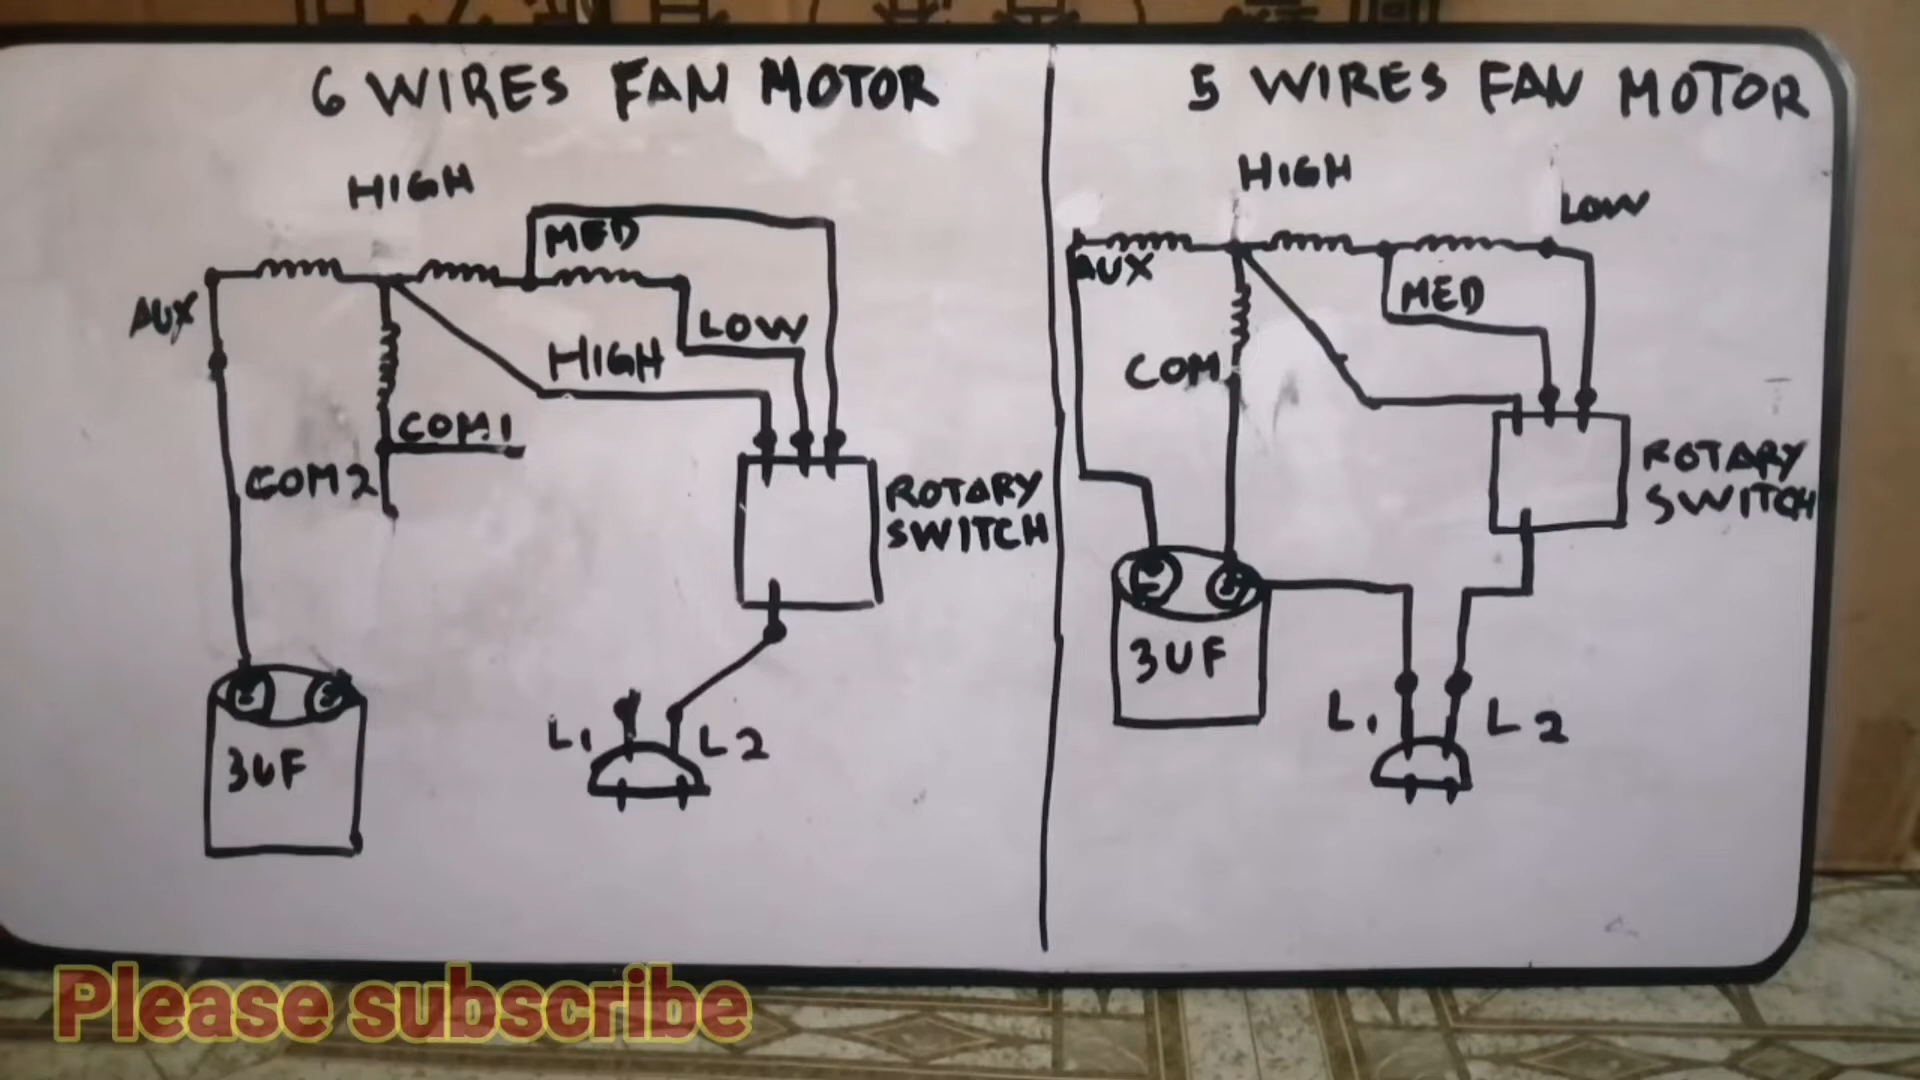 6 WIRES FAN MOTOR
HIGH
MED
AUX
LOW
HIGH
COM1
COM2
ROTARY
SWITCH
3UF
L1
L2
5 WIRES FAN MOTOR
HIGH
LOW
AUX
MED
COM
ROTARY
SWITCH
3UF
L1
L2
Please subscribe